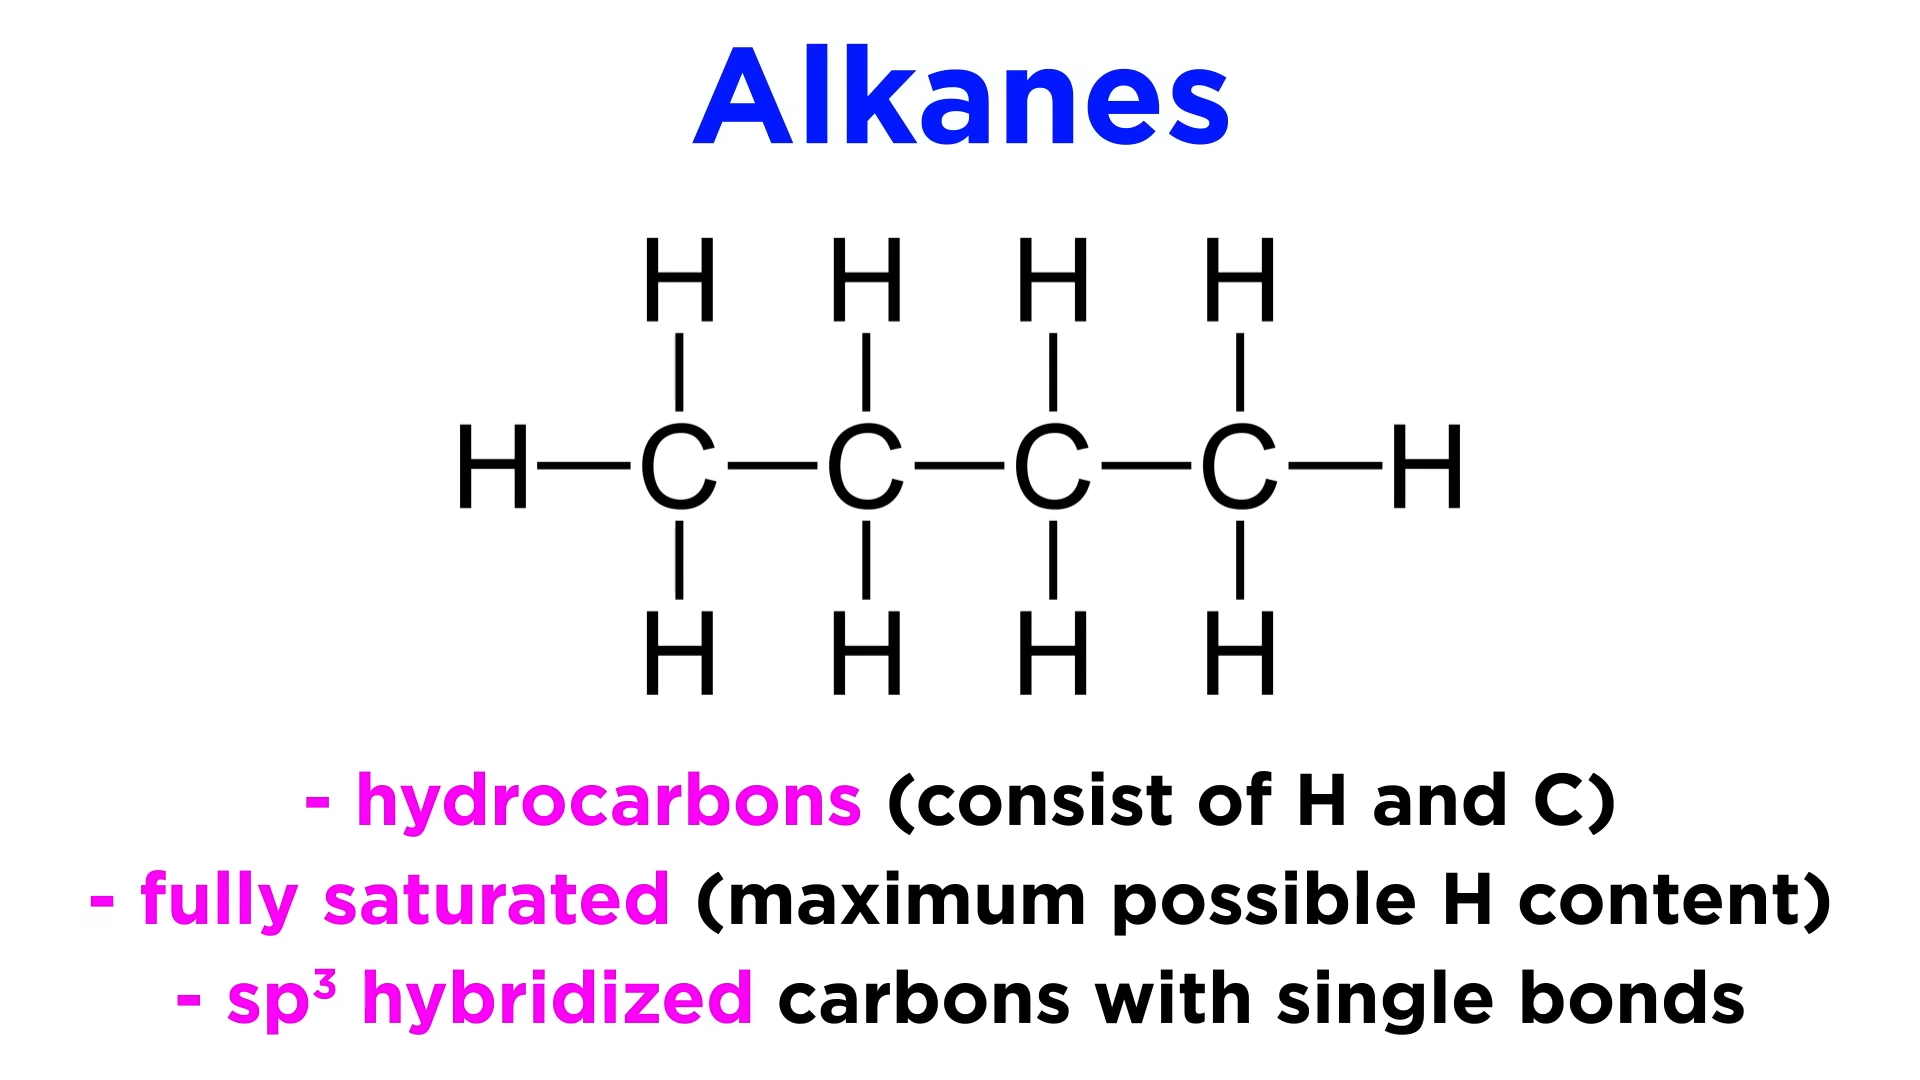 Alkanes
H H H H
H C C C C H
H H H H
- hydrocarbons (consist of H and C)
- fully saturated (maximum possible H content)
- sp³ hybridized carbons with single bonds